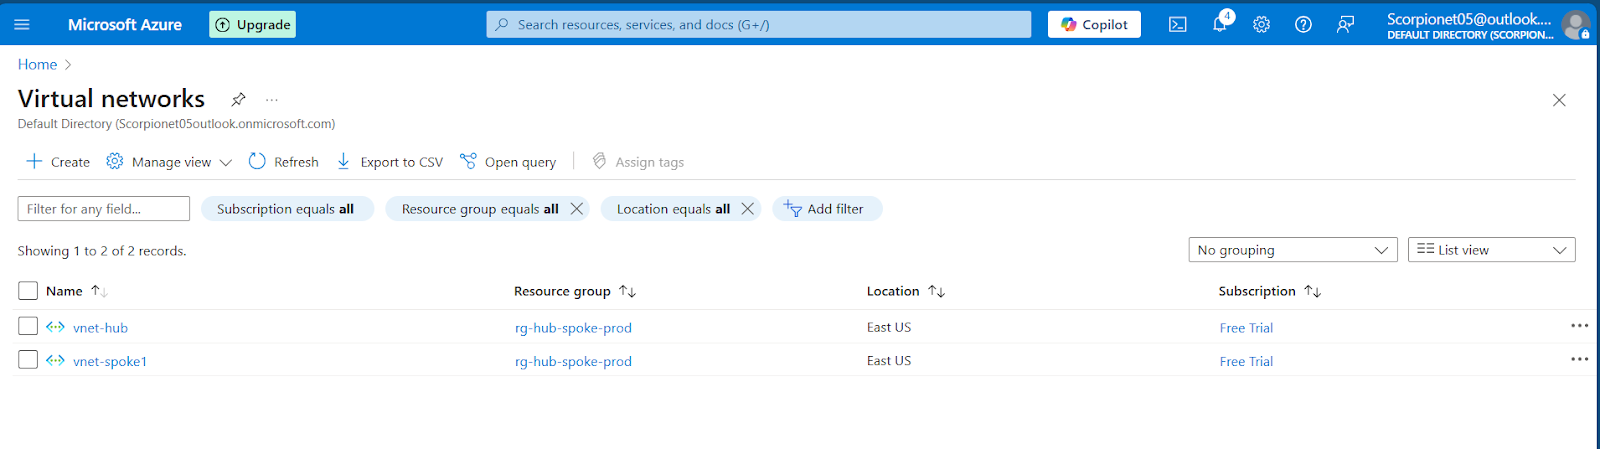 Microsoft Azure
Upgrade
Search resources, services, and docs (G+/)
Copilot
4
Scorpionet05@outlook....
DEFAULT DIRECTORY (SCORPION...
Home >
Virtual networks
...
Default Directory (Scorpionet05outlook.onmicrosoft.com)
Create
Manage view
Refresh
Export to CSV
Open query
Assign tags
Filter for any field...
Subscription equals all
Resource group equals all
Location equals all
Add filter
Showing 1 to 2 of 2 records.
No grouping
List view
Name
Resource group
Location
Subscription
vnet-hub
rg-hub-spoke-prod
East US
Free Trial
vnet-spoke1
rg-hub-spoke-prod
East US
Free Trial